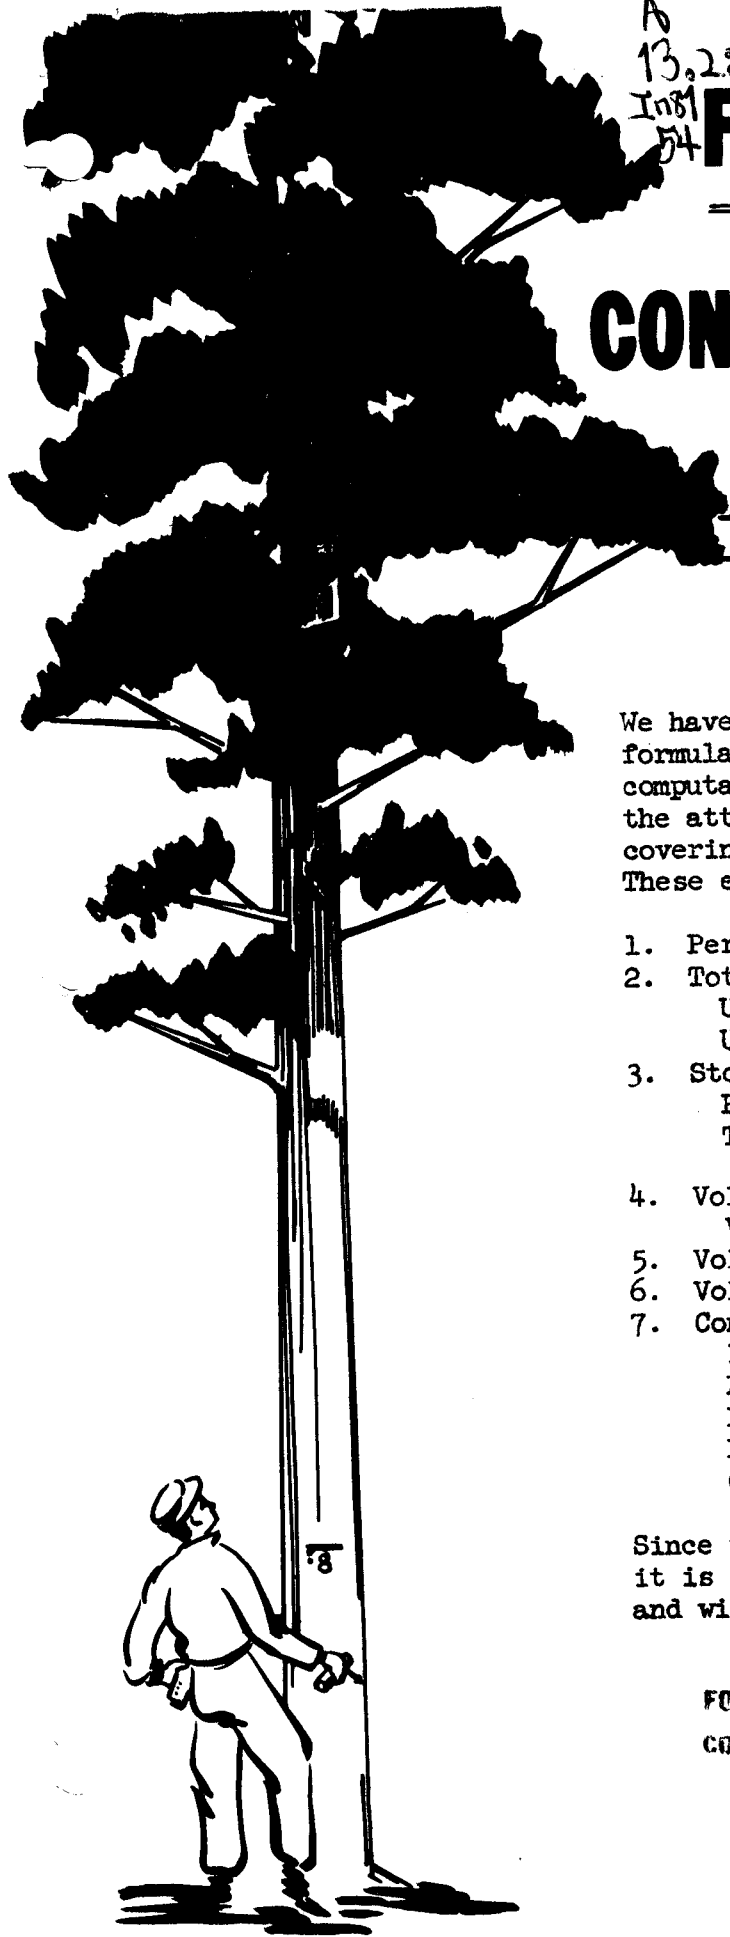 A
13.2:
In8l
54 F
CON
We have
formula
computa
the att
coverin
These e
1. Per
2. Tot
U
U
3. Sto
F
T
4. Vol
V
5. Vol
6. Vol
7. Con
Since
it is
and wi
FO
CO
.8